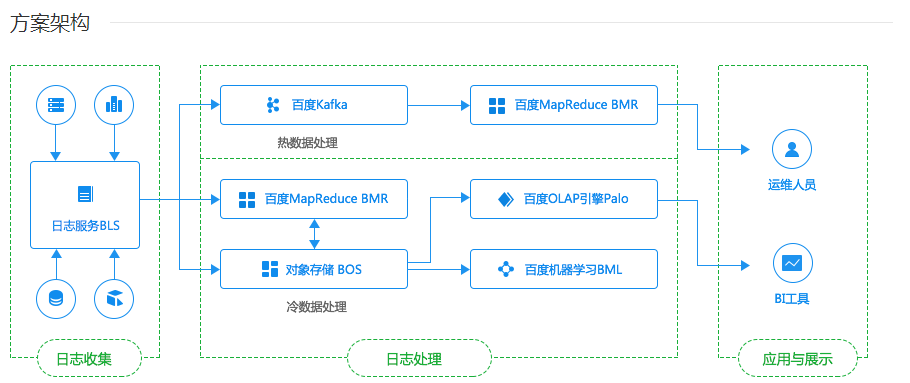 方案架构
百度Kafka
百度MapReduce BMR
热数据处理
日志服务BLS
百度MapReduce BMR
百度OLAP引擎Palo
对象存储 BOS
百度机器学习BML
冷数据处理
运维人员
BI工具
日志收集
日志处理
应用与展示